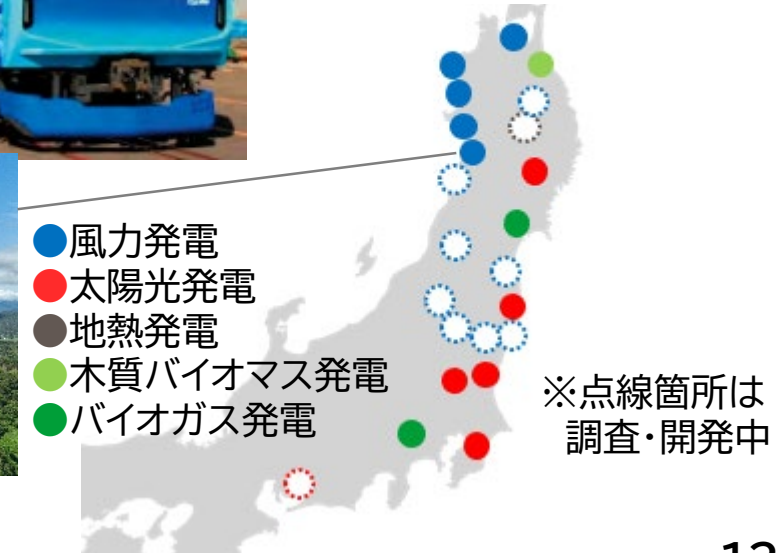 ●風力発電
●太陽光発電
●地熱発電
●木質バイオマス発電
●バイオガス発電
※点線箇所は
調査・開発中